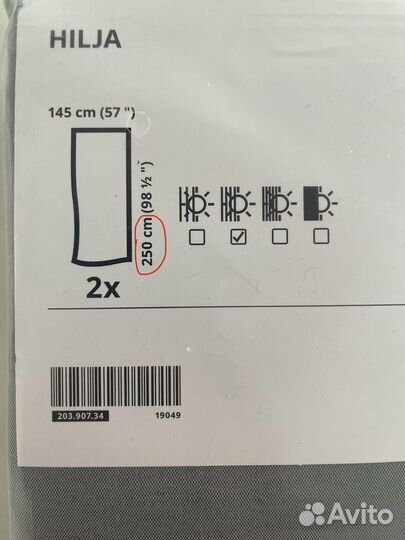 HILJA
145 cm (57 ")
250 cm (98 ½ ")
2x
203.907.34
19049
Avito